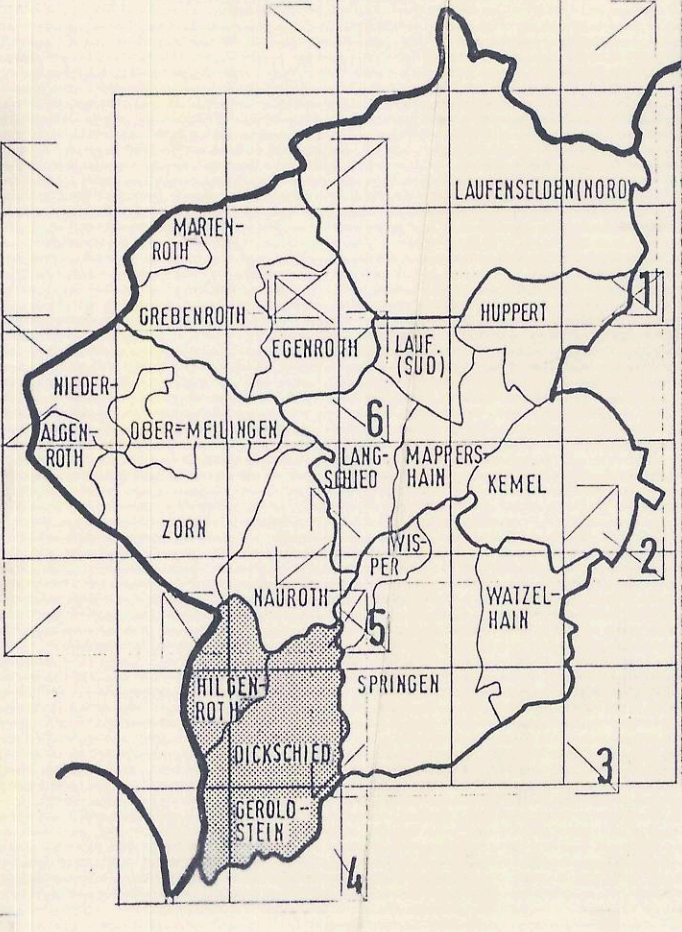 LAUFENSELDEN (NORD)
MARTEN-
ROTH
1
GREBENROTH
HUPPERT
EGENROTH
LAUF.
(SÜD)
NIEDER-
6
ALGEN-
ROTH
OBER=MEILINGEN
LANG-
SCHIED
MAPPERS-
HAIN
KEMEL
ZORN
WIS-
PER
2
NAUROTH
WATZEL-
HAIN
5
HILGEN-
ROTH
SPRINGEN
DICKSCHIED
3
GEROLD-
STEIN
4